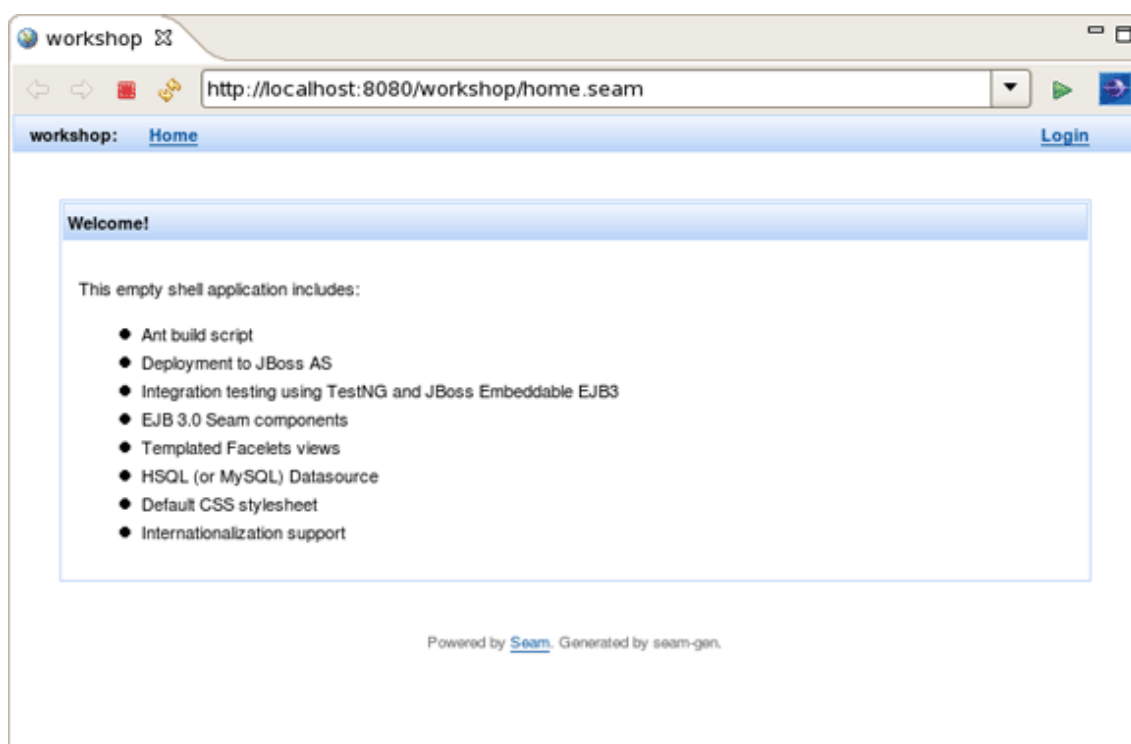 workshop
http://localhost:8080/workshop/home.seam
workshop: Home Login
Welcome!
This empty shell application includes:
Ant build script
Deployment to JBoss AS
Integration testing using TestNG and JBoss Embeddable EJB3
EJB 3.0 Seam components
Templated Facelets views
HSQL (or MySQL) Datasource
Default CSS stylesheet
Internationalization support
Powered by Seam. Generated by seam-gen.